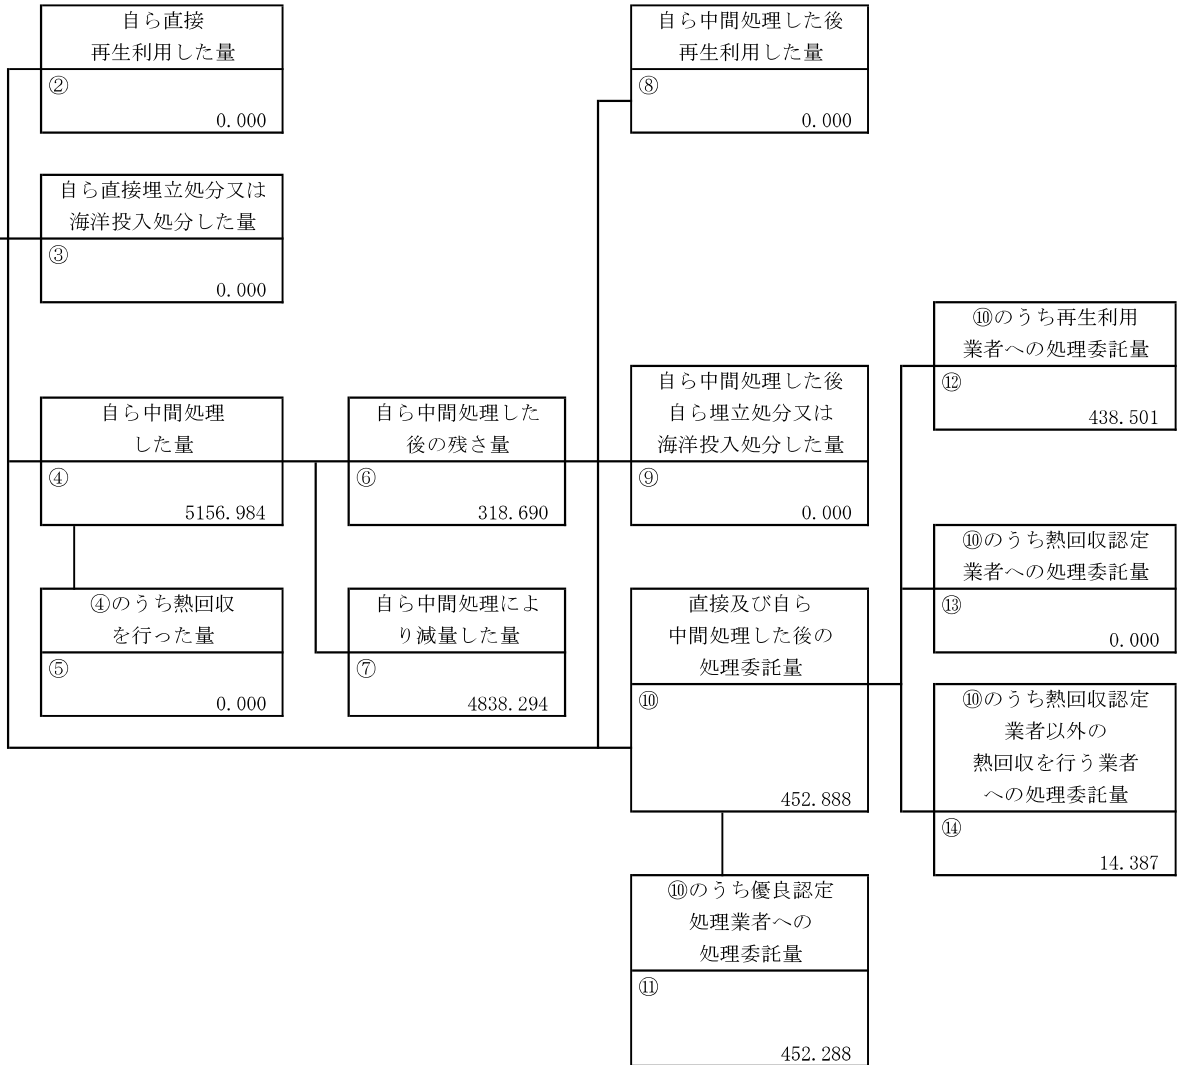 自ら直接
再生利用した量
②
0.000
自ら直接埋立処分又は
海洋投入処分した量
③
0.000
自ら中間処理
した量
④
5156.984
④のうち熱回収
を行った量
⑤
0.000
自ら中間処理した
後の残さ量
⑥
318.690
自ら中間処理によ
り減量した量
⑦
4838.294
自ら中間処理した後
再生利用した量
⑧
0.000
自ら中間処理した後
自ら埋立処分又は
海洋投入処分した量
⑨
0.000
直接及び自ら
中間処理した後の
処理委託量
⑩
452.888
⑩のうち優良認定
処理業者への
処理委託量
⑪
452.288
⑩のうち再生利用
業者への処理委託量
⑫
438.501
⑩のうち熱回収認定
業者への処理委託量
⑬
0.000
⑩のうち熱回収認定
業者以外の
熱回収を行う業者
への処理委託量
⑭
14.387